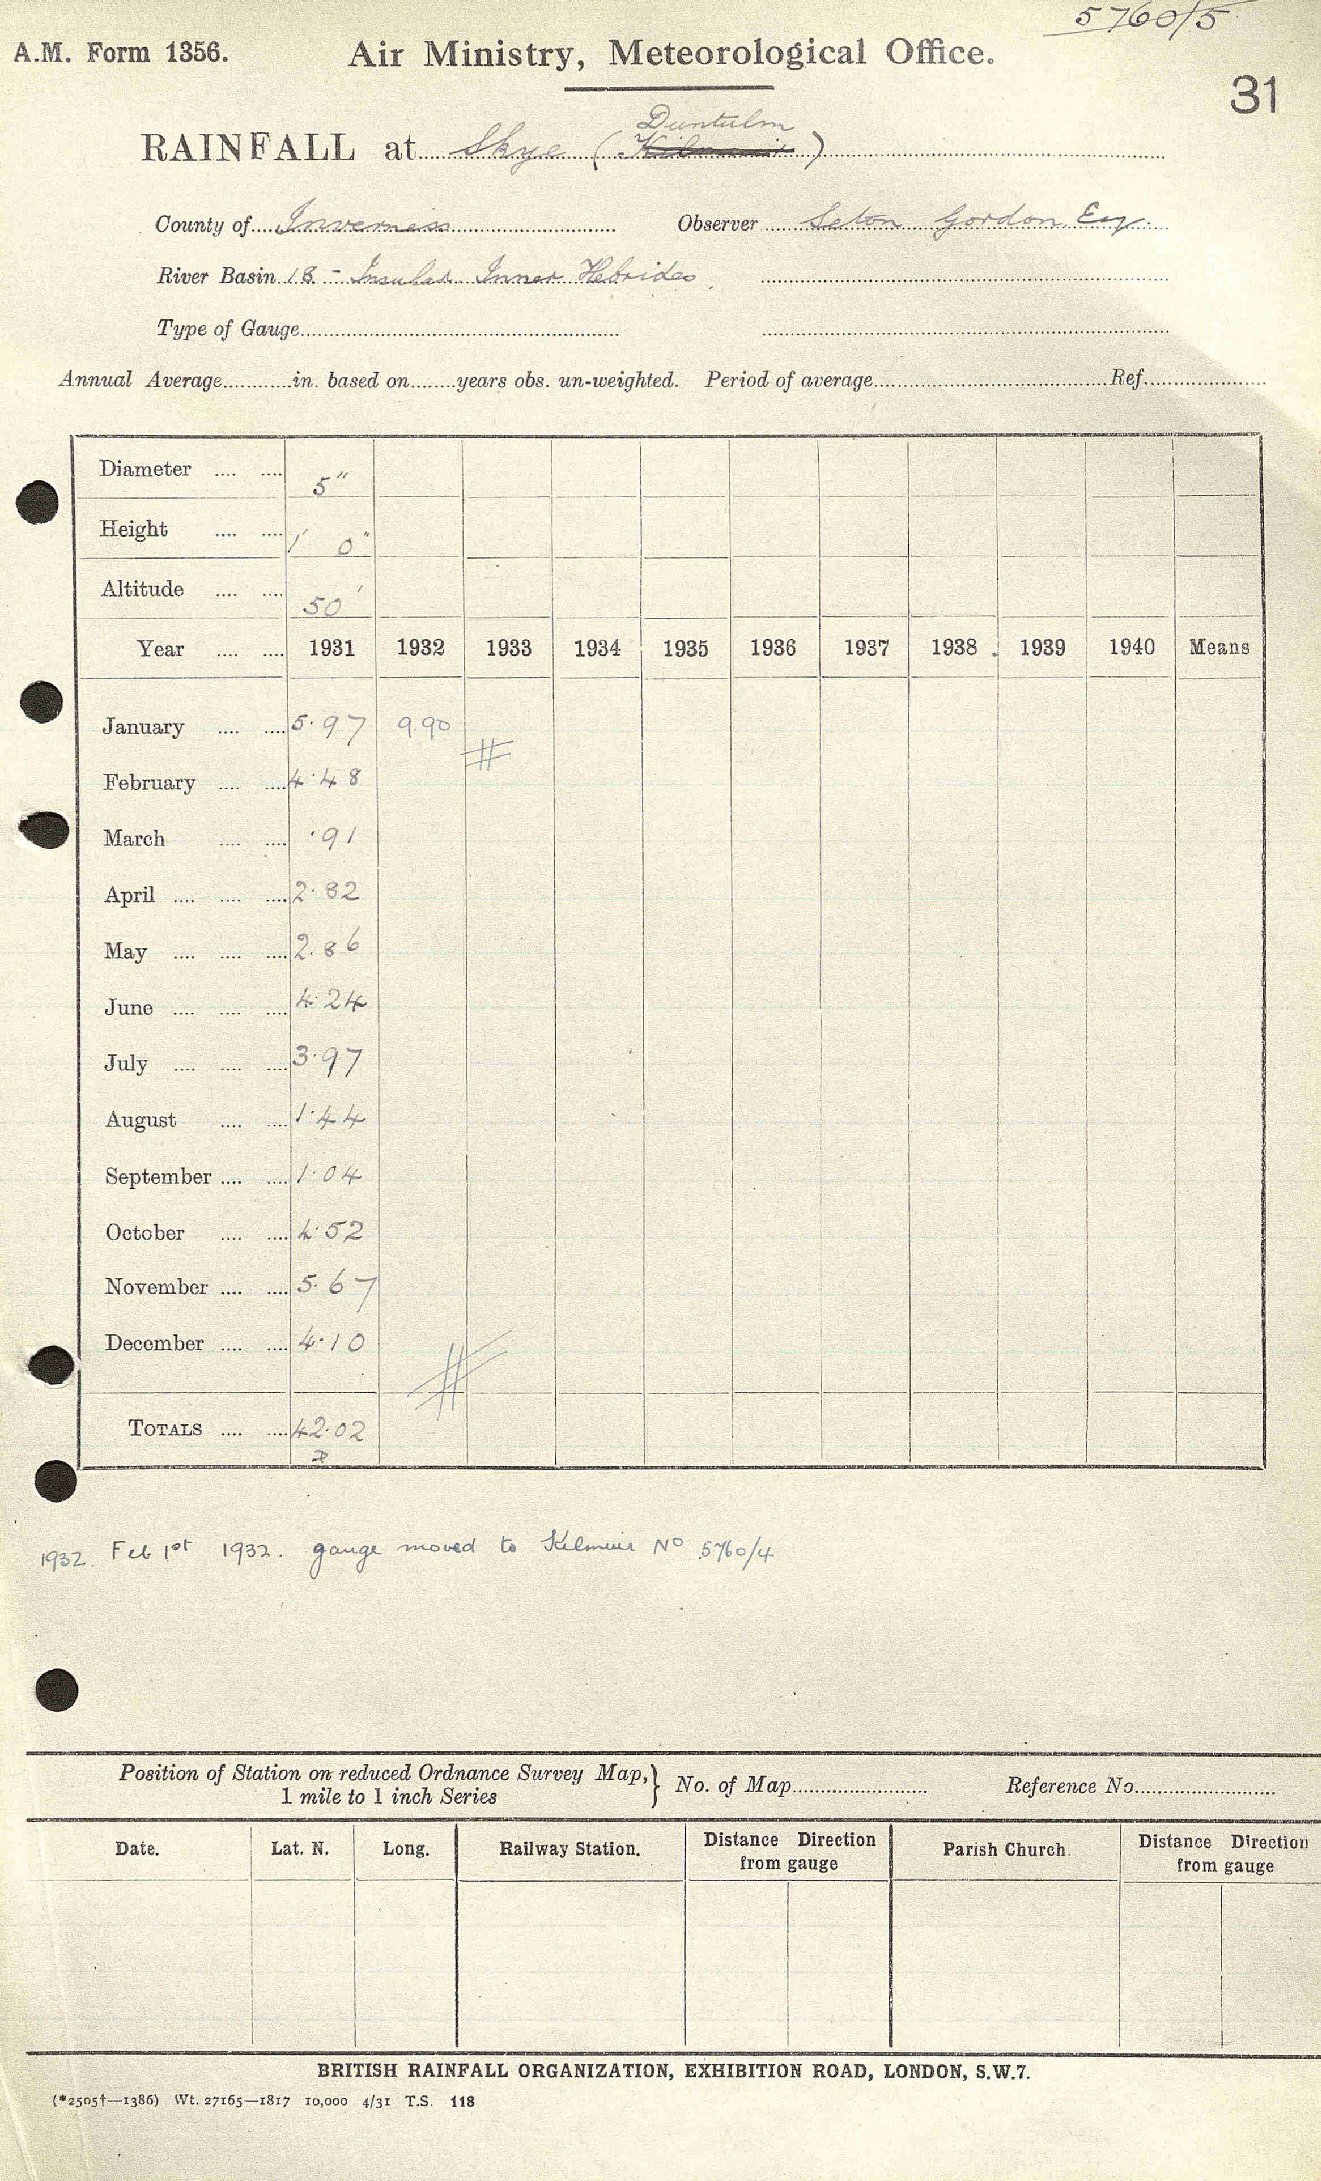 5760/5
A.M. Form 1356.
Air Ministry, Meteorological Office.
31
Duntulm
RAINFALL at Skye (Kilmuir)
County of Inverness Observer Seton Gordon Esq.
River Basin 18 - Insular Inner Hebrides
Type of Gauge
Annual Average in. based on years obs. un-weighted. Period of average Ref.
Diameter 5"
Height 1' 0"
Altitude 50'
Year 1931 1932 1933 1934 1935 1936 1937 1938 1939 1940 Means
January 5.97 9.90
February 4.48
March .91
April 2.82
May 2.86
June 4.24
July 3.97
August 1.44
September 1.04
October 4.52
November 5.67
December 4.10
TOTALS 42.02
1932. Feb 1st 1932. gauge moved to Kilmuir No 5760/4
Position of Station on reduced Ordnance Survey Map, } No. of Map Reference No.
1 mile to 1 inch Series
Date. Lat. N. Long. Railway Station. Distance Direction from gauge Parish Church. Distance Direction from gauge
BRITISH RAINFALL ORGANIZATION, EXHIBITION ROAD, LONDON, S.W.7.
(*2505†—1386) Wt. 27165—1817 10,000 4/31 T.S. 118